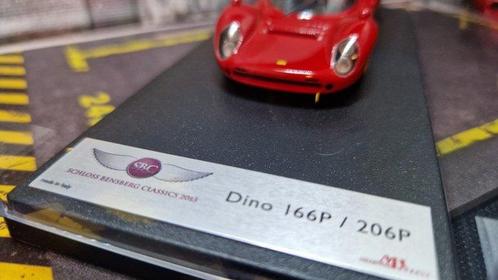 SBC
SCHLOSS BENSBERG CLASSICS 2013
made in Italy
Dino 166P / 206P